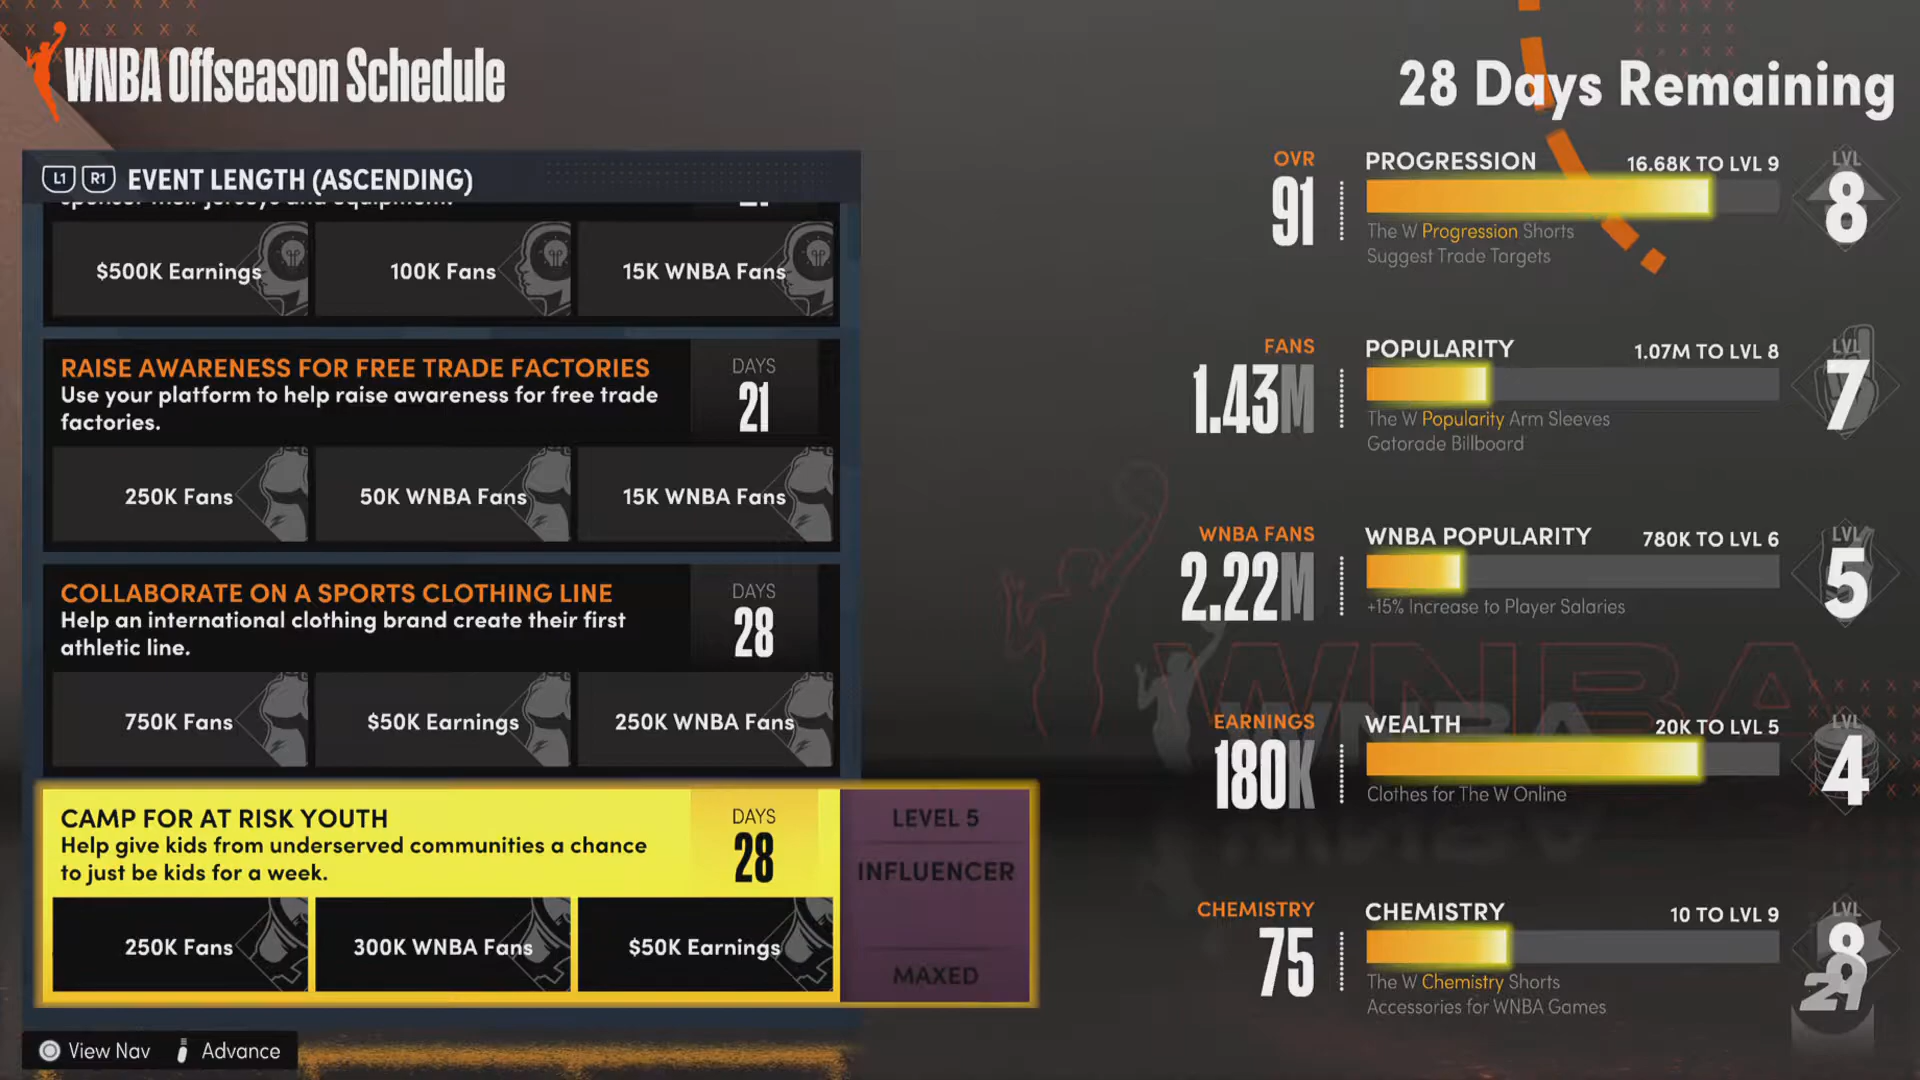 WNBA Offseason Schedule
28 Days Remaining
L1 R1 EVENT LENGTH (ASCENDING)
sponsor their jerseys and equipment.
$500K Earnings
100K Fans
15K WNBA Fans
RAISE AWARENESS FOR FREE TRADE FACTORIES
Use your platform to help raise awareness for free trade
factories.
DAYS
21
250K Fans
50K WNBA Fans
15K WNBA Fans
COLLABORATE ON A SPORTS CLOTHING LINE
Help an international clothing brand create their first
athletic line.
DAYS
28
750K Fans
$50K Earnings
250K WNBA Fans
CAMP FOR AT RISK YOUTH
Help give kids from underserved communities a chance
to just be kids for a week.
DAYS
28
250K Fans
300K WNBA Fans
$50K Earnings
LEVEL 5
INFLUENCER
MAXED
View Nav
Advance
OVR
91
PROGRESSION
16.68K TO LVL 9
The W Progression Shorts
Suggest Trade Targets
LVL
8
FANS
1.43M
POPULARITY
1.07M TO LVL 8
The W Popularity Arm Sleeves
Gatorade Billboard
LVL
7
WNBA FANS
2.22M
WNBA POPULARITY
780K TO LVL 6
+15% Increase to Player Salaries
LVL
5
EARNINGS
180K
WEALTH
20K TO LVL 5
Clothes for The W Online
LVL
4
CHEMISTRY
75
CHEMISTRY
10 TO LVL 9
The W Chemistry Shorts
Accessories for WNBA Games
LVL
8
21
WNBA
WNBA